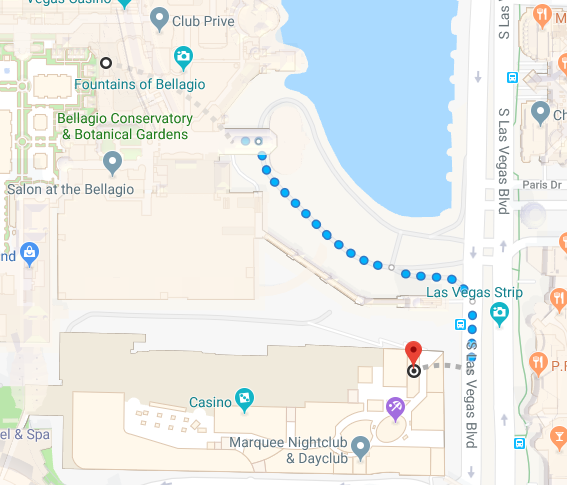 Vegas Casino
Club Prive
Fountains of Bellagio
Bellagio Conservatory
& Botanical Gardens
Salon at the Bellagio
S Las Vegas Blvd
Paris Dr
Las Vegas Strip
S Las Vegas Blvd
Casino
Marquee Nightclub
& Dayclub
el & Spa
nd
Ch
P.F
M
S Las